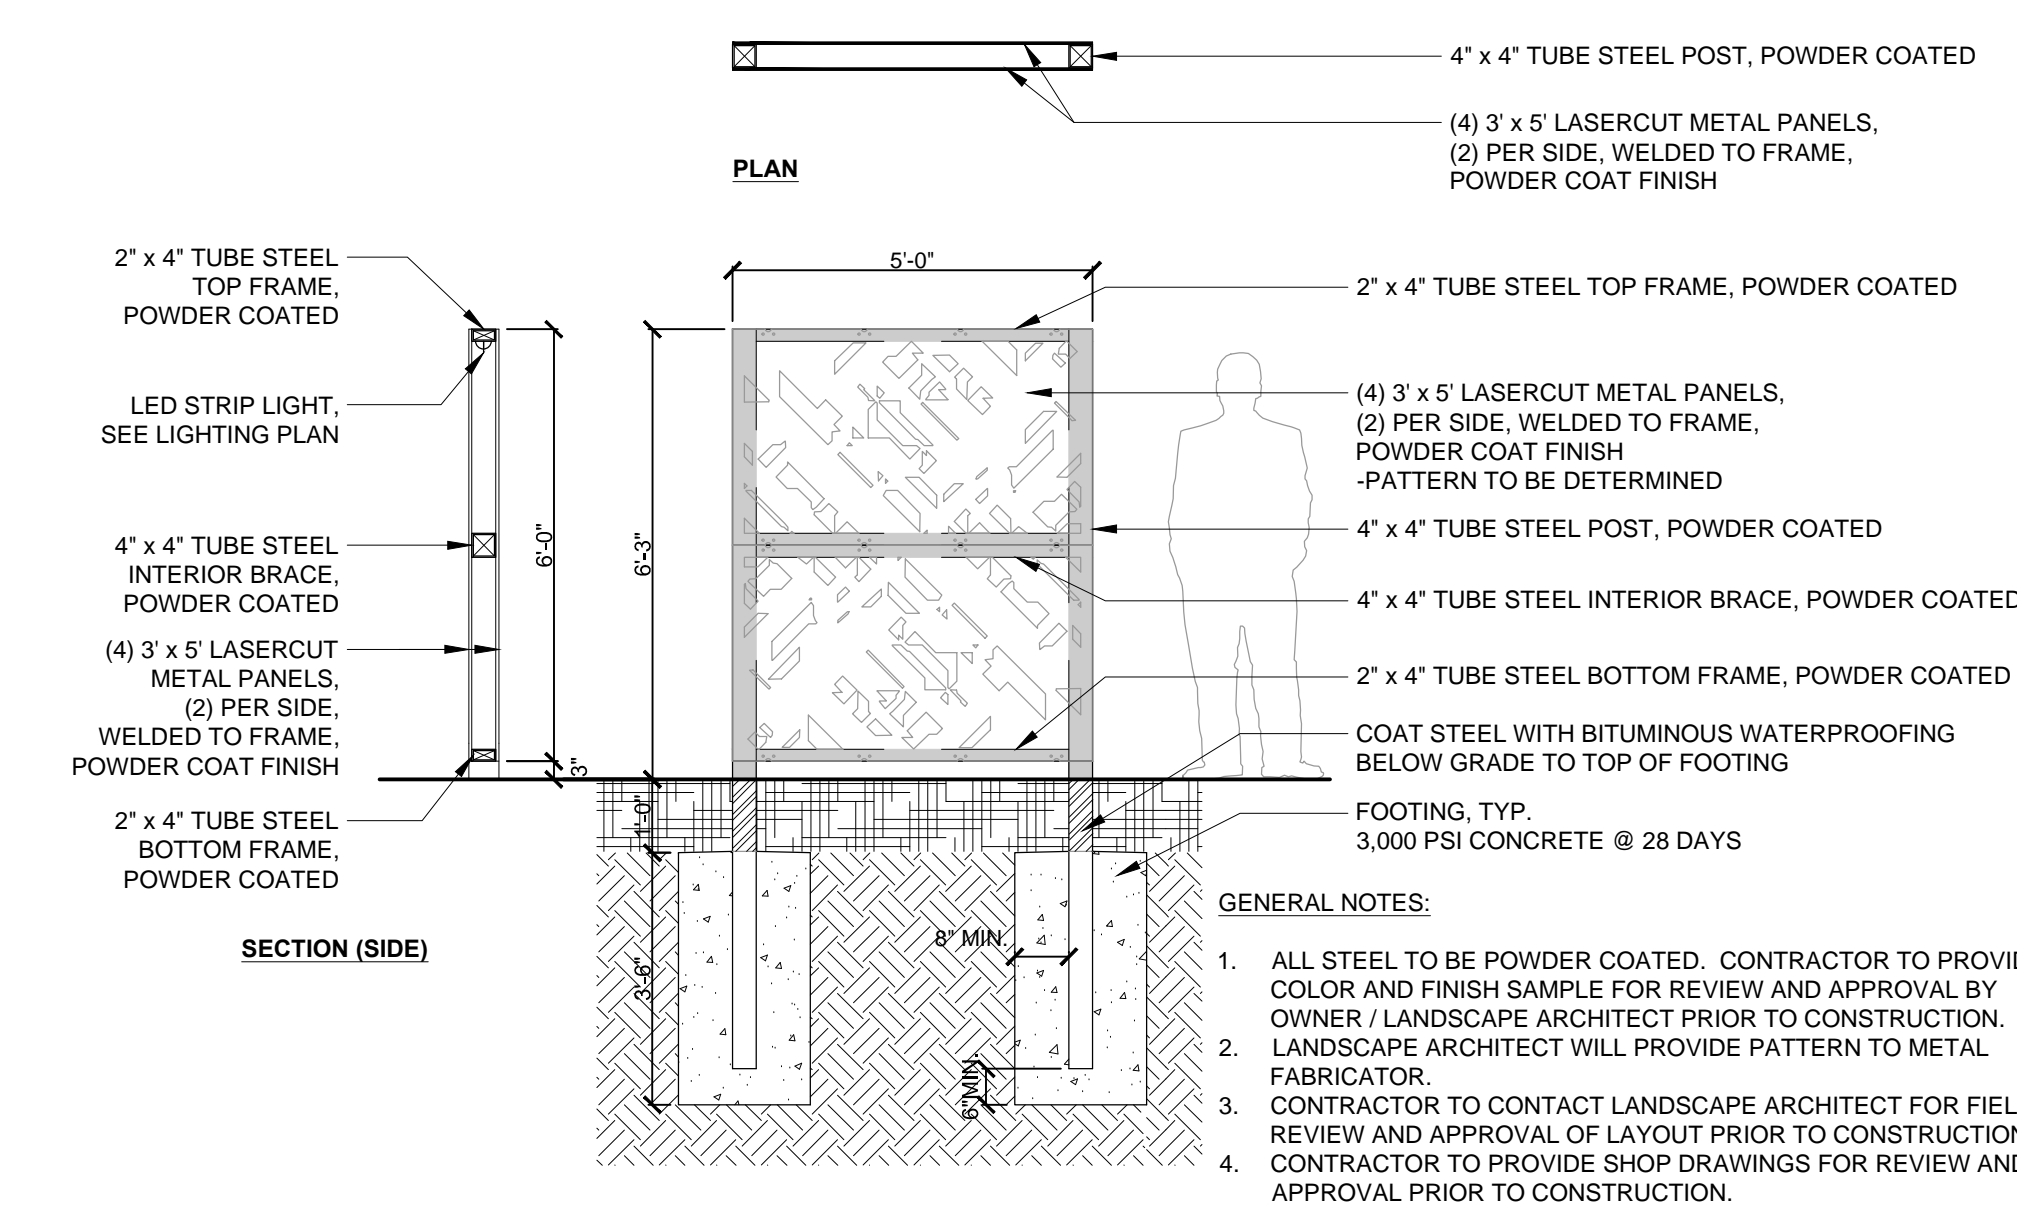 4" x 4" TUBE STEEL POST, POWDER COATED
(4) 3' x 5' LASERCUT METAL PANELS,
(2) PER SIDE, WELDED TO FRAME,
POWDER COAT FINISH
PLAN
2" x 4" TUBE STEEL
TOP FRAME,
POWDER COATED
LED STRIP LIGHT,
SEE LIGHTING PLAN
4" x 4" TUBE STEEL
INTERIOR BRACE,
POWDER COATED
(4) 3' x 5' LASERCUT
METAL PANELS,
(2) PER SIDE,
WELDED TO FRAME,
POWDER COAT FINISH
2" x 4" TUBE STEEL
BOTTOM FRAME,
POWDER COATED
SECTION (SIDE)
6'-0"
3"
5'-0"
6'-3"
1'-0"
3'-6"
8" MIN.
6"MIN.
2" x 4" TUBE STEEL TOP FRAME, POWDER COATED
(4) 3' x 5' LASERCUT METAL PANELS,
(2) PER SIDE, WELDED TO FRAME,
POWDER COAT FINISH
-PATTERN TO BE DETERMINED
4" x 4" TUBE STEEL POST, POWDER COATED
4" x 4" TUBE STEEL INTERIOR BRACE, POWDER COATED
2" x 4" TUBE STEEL BOTTOM FRAME, POWDER COATED
COAT STEEL WITH BITUMINOUS WATERPROOFING
BELOW GRADE TO TOP OF FOOTING
FOOTING, TYP.
3,000 PSI CONCRETE @ 28 DAYS
GENERAL NOTES:
1. ALL STEEL TO BE POWDER COATED. CONTRACTOR TO PROVID
COLOR AND FINISH SAMPLE FOR REVIEW AND APPROVAL BY
OWNER / LANDSCAPE ARCHITECT PRIOR TO CONSTRUCTION.
2. LANDSCAPE ARCHITECT WILL PROVIDE PATTERN TO METAL
FABRICATOR.
3. CONTRACTOR TO CONTACT LANDSCAPE ARCHITECT FOR FIEL
REVIEW AND APPROVAL OF LAYOUT PRIOR TO CONSTRUCTION
4. CONTRACTOR TO PROVIDE SHOP DRAWINGS FOR REVIEW AND
APPROVAL PRIOR TO CONSTRUCTION.